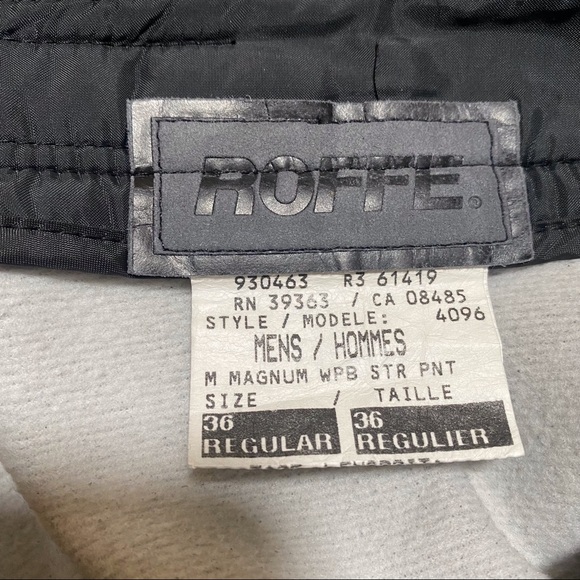 ROFFE®
930463 R3 61419
RN 39363 / CA 08485
STYLE / MODELE: 4096
MENS / HOMMES
M MAGNUM WPB STR PNT
SIZE / TAILLE
36 36
REGULAR REGULIER